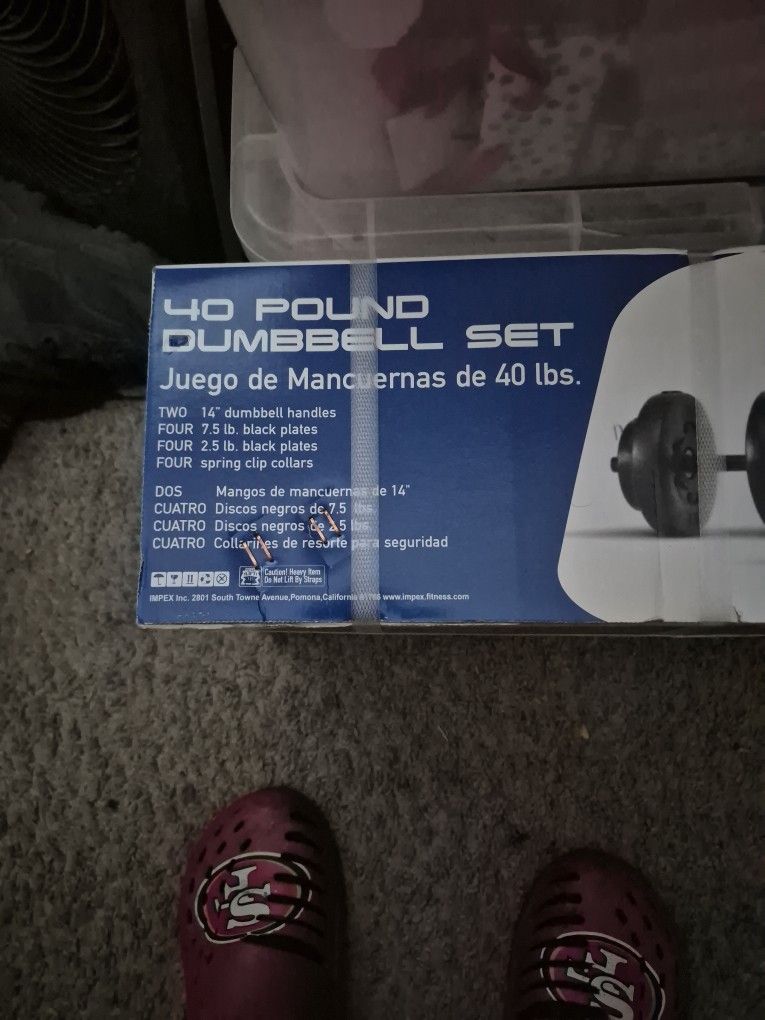 40 POUND
DUMBBELL SET
Juego de Mancuernas de 40 lbs.
TWO 14" dumbbell handles
FOUR 7.5 lb. black plates
FOUR 2.5 lb. black plates
FOUR spring clip collars
DOS Mangos de mancuernas de 14"
CUATRO Discos negros de 7.5 lbs.
CUATRO Discos negros de 2.5 lbs.
CUATRO Collarines de resorte para seguridad
Caution! Heavy Item
Do Not Lift By Straps
IMPEX Inc. 2801 South Towne Avenue,Pomona,California 91766 www.impex.fitness.com
SF
SF